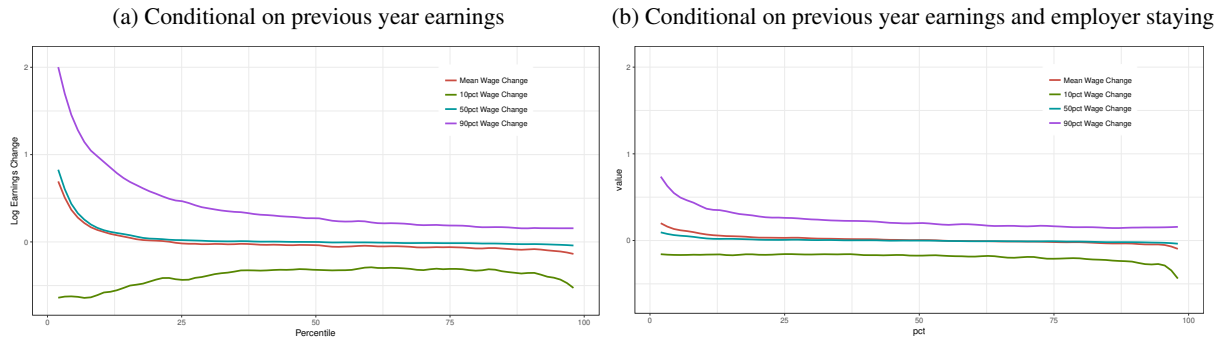 (a) Conditional on previous year earnings
Log Earnings Change
2
1
0
Mean Wage Change
10pct Wage Change
50pct Wage Change
90pct Wage Change
0 25 50 75 100
Percentile
(b) Conditional on previous year earnings and employer staying
value
2
1
0
Mean Wage Change
10pct Wage Change
50pct Wage Change
90pct Wage Change
0 25 50 75 100
pct